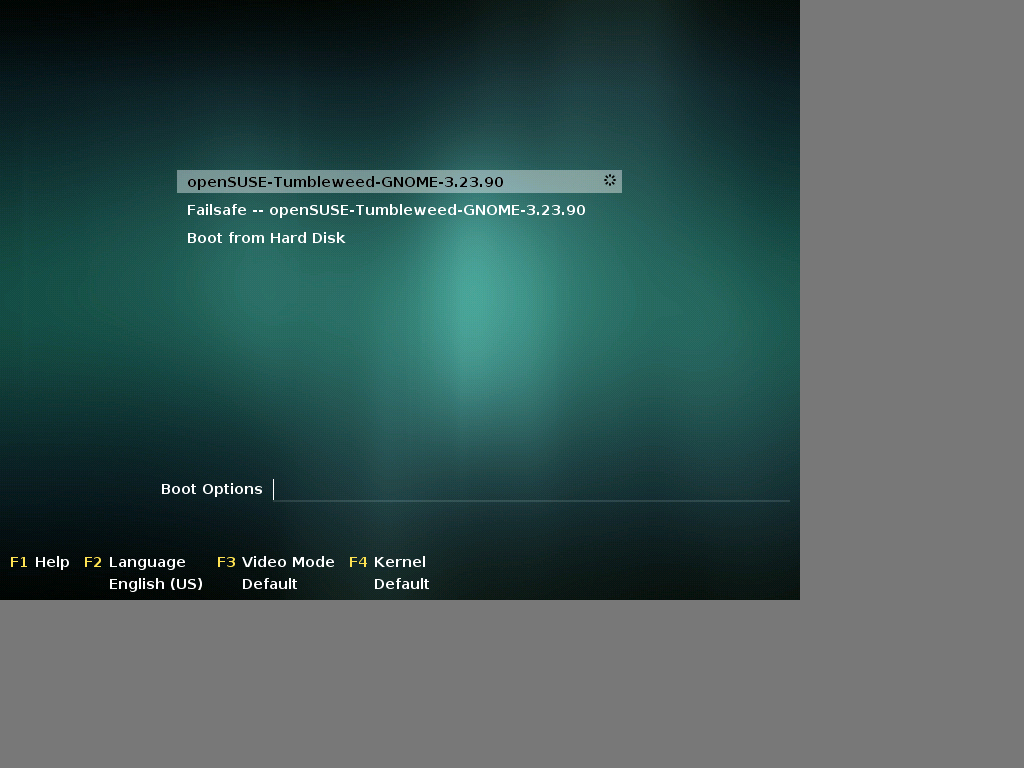 openSUSE-Tumbleweed-GNOME-3.23.90
Failsafe -- openSUSE-Tumbleweed-GNOME-3.23.90
Boot from Hard Disk
Boot Options
F1 Help F2 Language F3 Video Mode F4 Kernel
English (US) Default Default